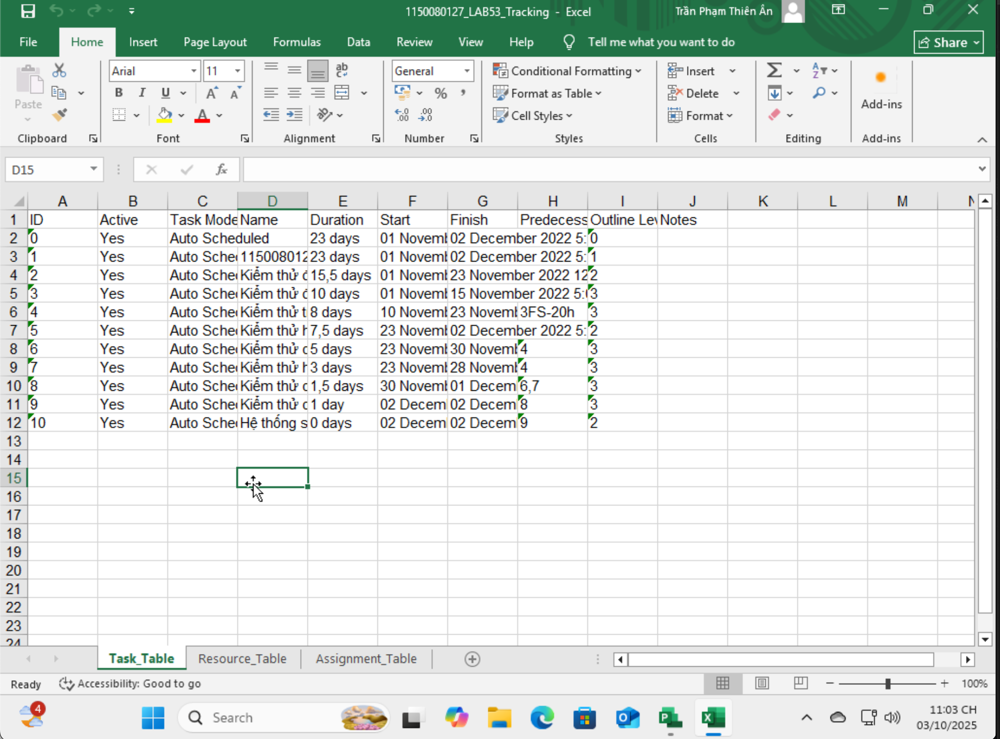 1150080127_LAB53_Tracking - Excel
Trần Phạm Thiên Ân
File Home Insert Page Layout Formulas Data Review View Help Tell me what you want to do Share
Arial 11 ab General Conditional Formatting Insert
Paste B I U A A % , Format as Table Delete Add-ins
A Cell Styles Format
Clipboard Font Alignment Number Styles Cells Editing Add-ins
D15 fx
A B C D E F G H I J K L M N
1 ID Active Task Mode Name Duration Start Finish Predecess Outline Lev Notes
2 0 Yes Auto Scheduled 23 days 01 Novemb 02 December 2022 5: 0
3 1 Yes Auto Sche 115008012 23 days 01 Novemb 02 December 2022 5: 1
4 2 Yes Auto Sche Kiểm thử 15,5 days 01 Novemb 23 November 2022 12 2
5 3 Yes Auto Sche Kiểm thử 10 days 01 Novemb 15 November 2022 5: 3
6 4 Yes Auto Sche Kiểm thử t 8 days 10 Novemb 23 Novemb 3FS-20h 3
7 5 Yes Auto Sche Kiểm thử h 7,5 days 23 Novemb 02 December 2022 5: 2
8 6 Yes Auto Sche Kiểm thử c 5 days 23 Novemb 30 Novemb 4 3
9 7 Yes Auto Sche Kiểm thử h 3 days 23 Novemb 28 Novemb 4 3
10 8 Yes Auto Sche Kiểm thử c 1,5 days 30 Novemb 01 Decem 6,7 3
11 9 Yes Auto Sche Kiểm thử c 1 day 02 Decem 02 Decem 8 3
12 10 Yes Auto Sche Hệ thống s 0 days 02 Decem 02 Decem 9 2
13
14
15
16
17
18
19
20
21
22
23
24
Task_Table Resource_Table Assignment_Table
Ready Accessibility: Good to go 100%
4 Search 11:03 CH
03/10/2025